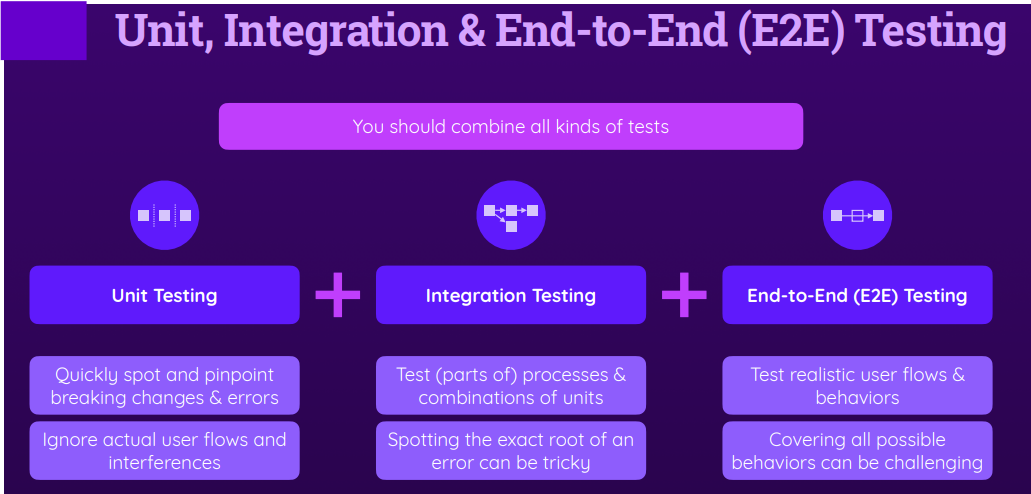 Unit, Integration & End-to-End (E2E) Testing
You should combine all kinds of tests
Unit Testing
Integration Testing
End-to-End (E2E) Testing
Quickly spot and pinpoint
breaking changes & errors
Test (parts of) processes &
combinations of units
Test realistic user flows &
behaviors
Ignore actual user flows and
interferences
Spotting the exact root of an
error can be tricky
Covering all possible
behaviors can be challenging